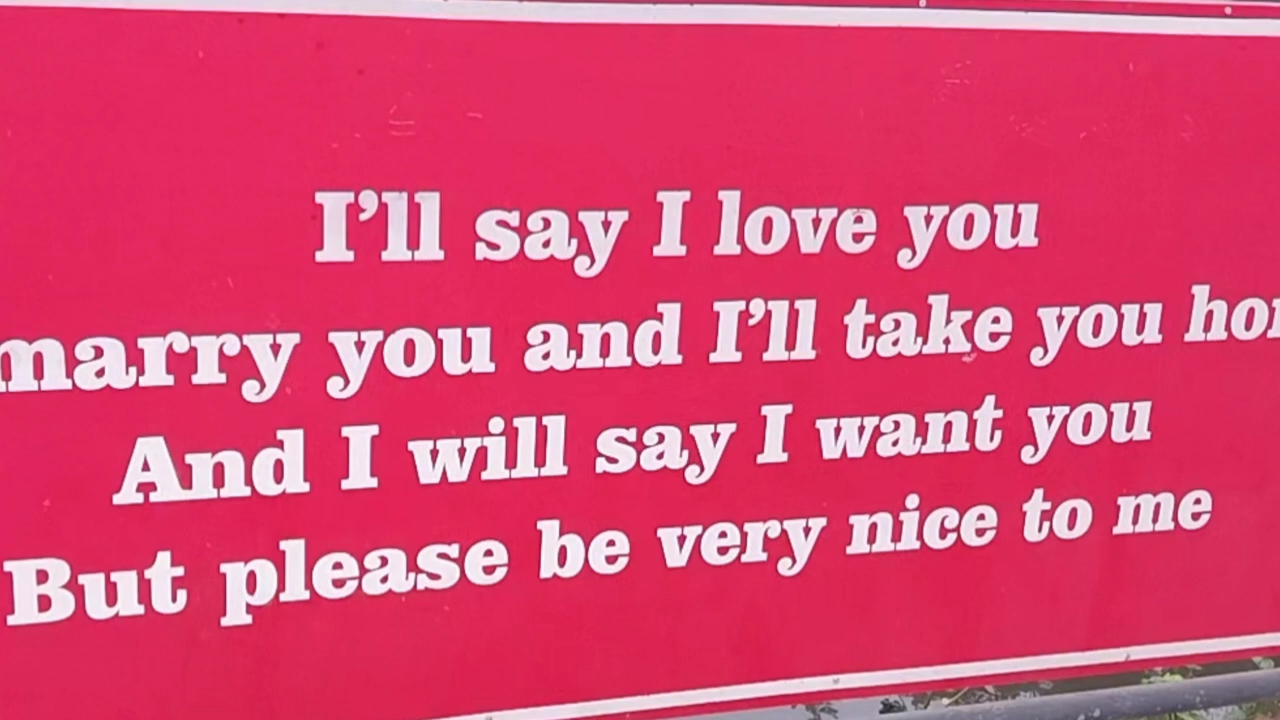 I’ll say I love you
marry you and I’ll take you
And I will say I want you
But please be very nice to me